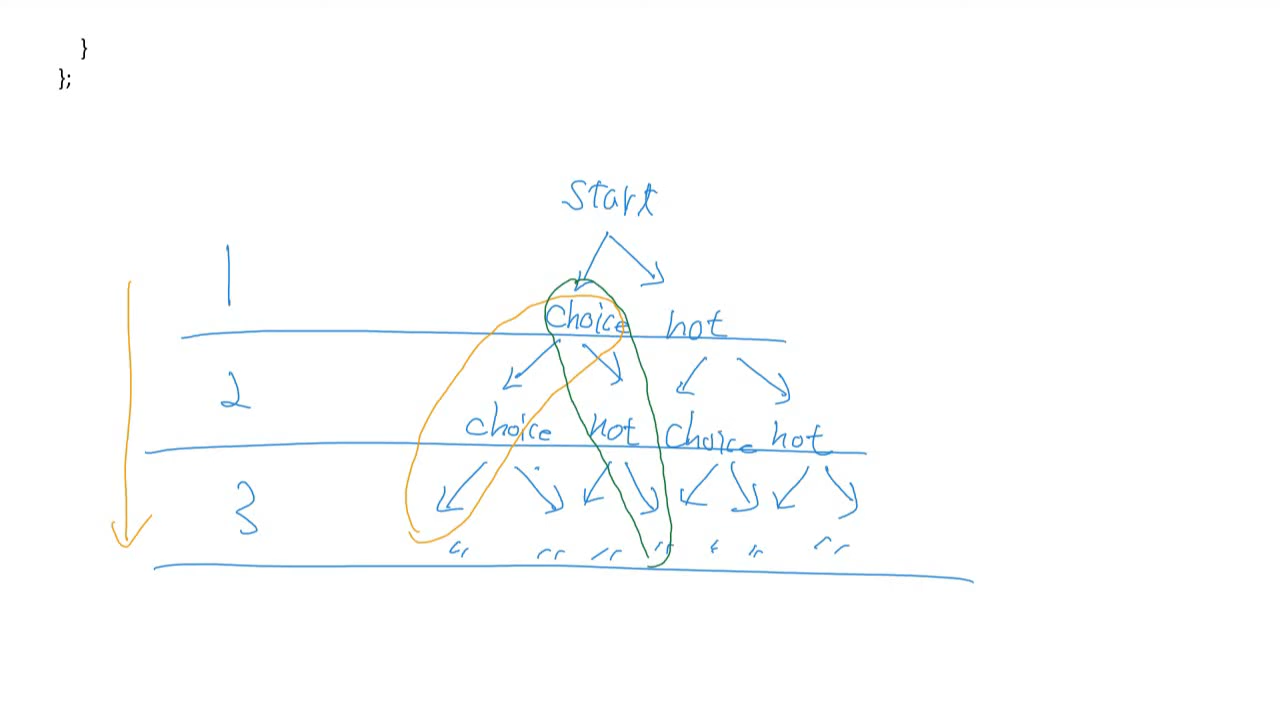 }
};
start
1
choice not
2
choice not choice not
3
" " " " " " "